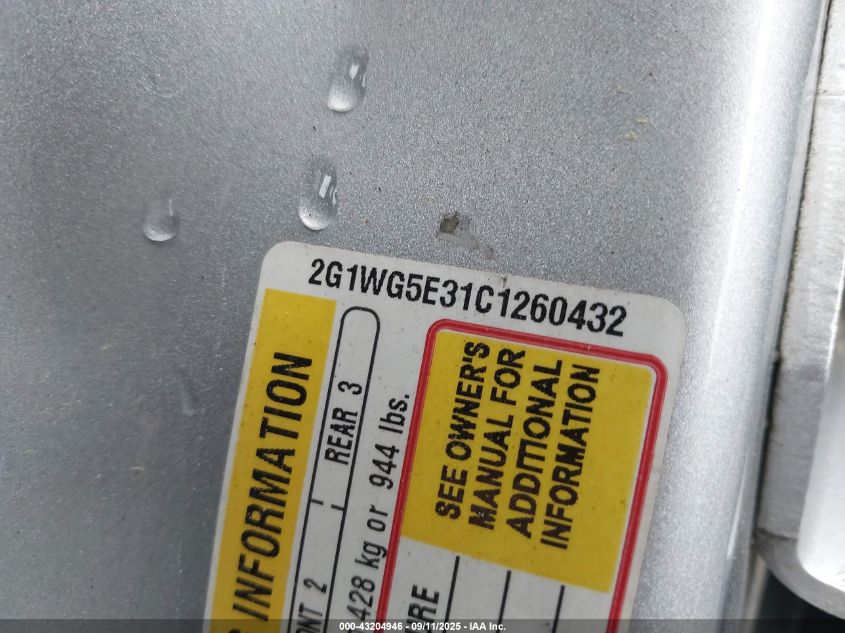 2G1WG5E31C1260432
INFORMATION
REAR 3
2
428 kg or 944 lbs.
SEE OWNER'S
MANUAL FOR
ADDITIONAL
INFORMATION
000-43204946 - 09/11/2025 - IAA Inc.